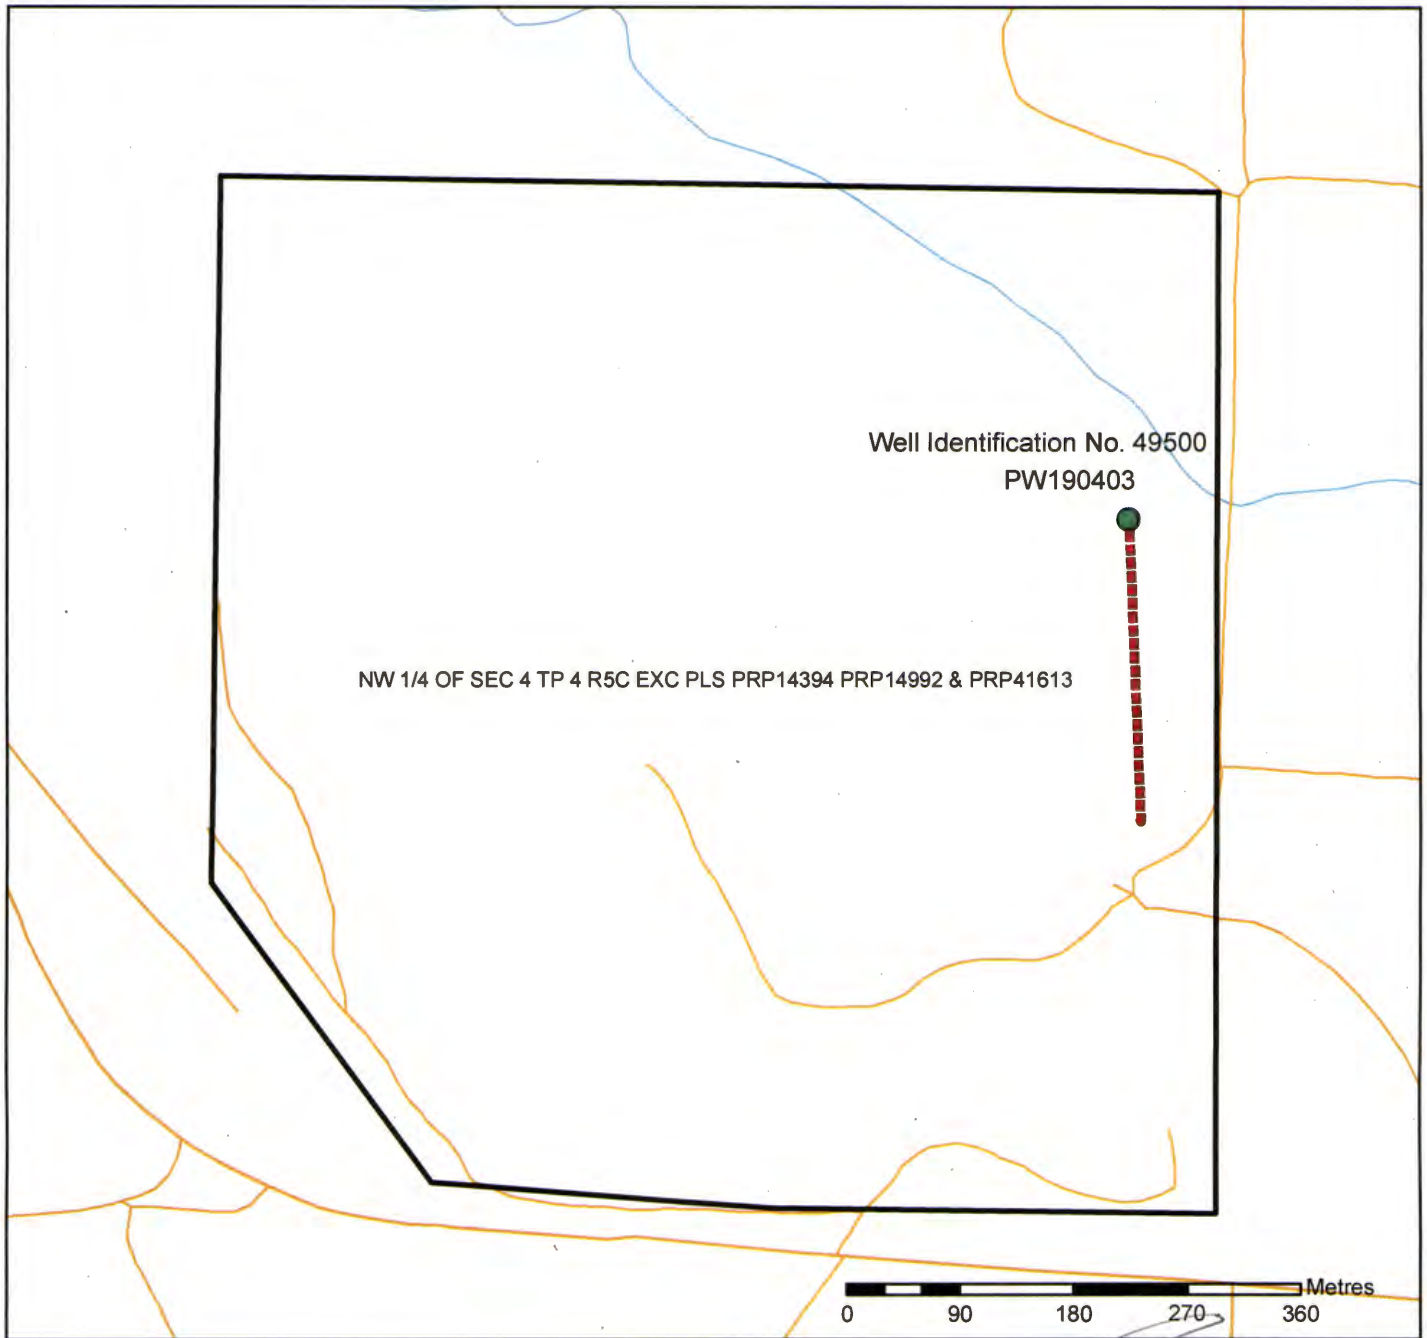 Well Identification No. 49500
PW190403
NW 1/4 OF SEC 4 TP 4 R5C EXC PLS PRP14394 PRP14992 & PRP41613
Metres
0 90 180 270 360